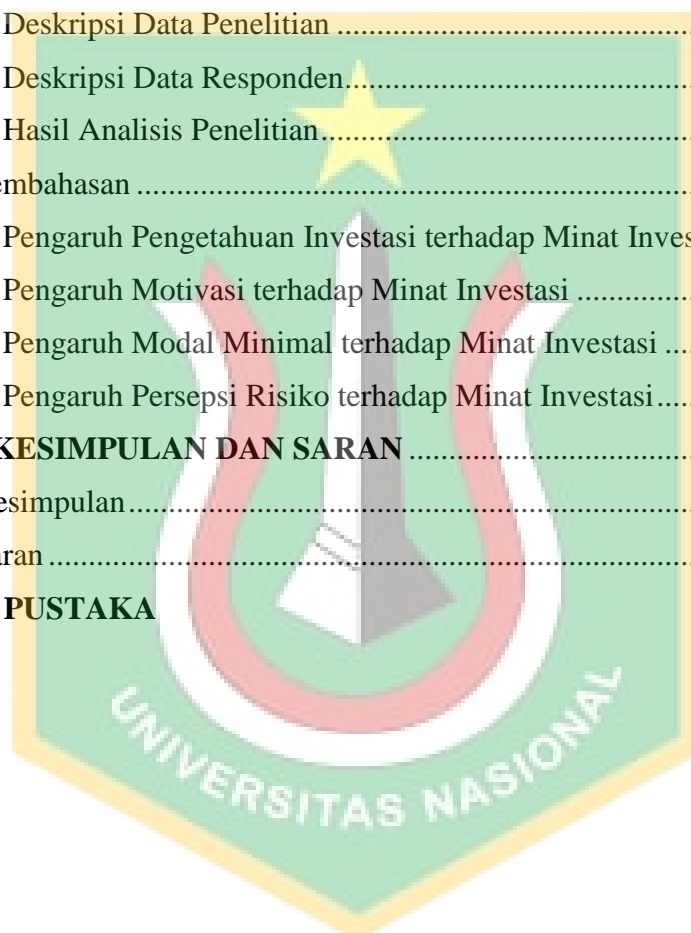 Deskripsi Data Penelitian ..............................................
Deskripsi Data Responden.............................................
Hasil Analisis Penelitian................................................
embahasan .......................................................................
Pengaruh Pengetahuan Investasi terhadap Minat Inves
Pengaruh Motivasi terhadap Minat Investasi ...............
Pengaruh Modal Minimal terhadap Minat Investasi ....
Pengaruh Persepsi Risiko terhadap Minat Investasi.....
KESIMPULAN DAN SARAN ....................................
esimpulan........................................................................
aran ..................................................................................
PUSTAKA
UNIVERSITAS NASIONAL